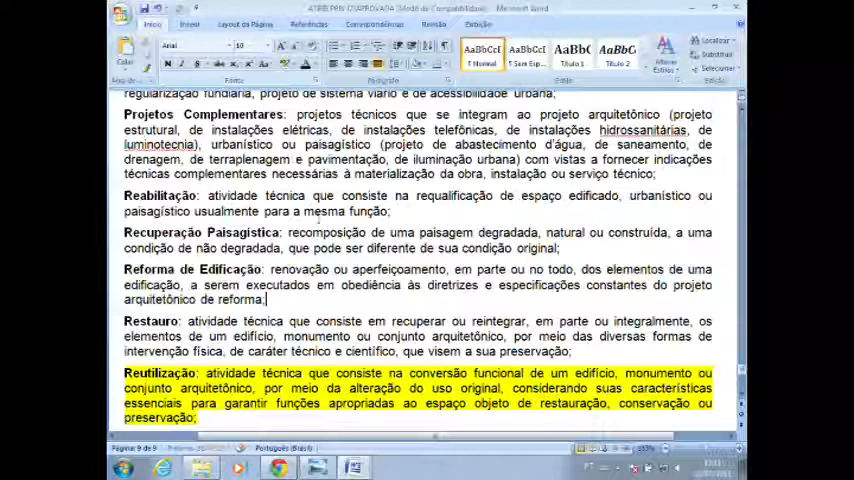 Início Inserir Layout da Página Referências Correspondências Revisão Exibição
Arial 10
Colar
Fonte Parágrafo Estilo
AaBbCcI AaBbCcI AaBbC AaBbCc
¶ Normal ¶ Sem Esp... Título 1 Título 2
Alterar Estilos
Localizar
Substituir
Selecionar
Edição
regularização fundiária, projeto de sistema viário e de acessibilidade urbana;
Projetos Complementares: projetos técnicos que se integram ao projeto arquitetônico (projeto
estrutural, de instalações elétricas, de instalações telefônicas, de instalações hidrossanitárias, de
luminotecnia), urbanístico ou paisagístico (projeto de abastecimento d'água, de saneamento, de
drenagem, de terraplenagem e pavimentação, de iluminação urbana) com vistas a fornecer indicações
técnicas complementares necessárias à materialização da obra, instalação ou serviço técnico;
Reabilitação: atividade técnica que consiste na requalificação de espaço edificado, urbanístico ou
paisagístico usualmente para a mesma função;
Recuperação Paisagística: recomposição de uma paisagem degradada, natural ou construída, a uma
condição de não degradada, que pode ser diferente de sua condição original;
Reforma de Edificação: renovação ou aperfeiçoamento, em parte ou no todo, dos elementos de uma
edificação, a serem executados em obediência às diretrizes e especificações constantes do projeto
arquitetônico de reforma;
Restauro: atividade técnica que consiste em recuperar ou reintegrar, em parte ou integralmente, os
elementos de um edifício, monumento ou conjunto arquitetônico, por meio das diversas formas de
intervenção física, de caráter técnico e científico, que visem a sua preservação;
Reutilização: atividade técnica que consiste na conversão funcional de um edifício, monumento ou
conjunto arquitetônico, por meio da alteração do uso original, considerando suas características
essenciais para garantir funções apropriadas ao espaço objeto de restauração, conservação ou
preservação;
Página: 9 de 9 Português (Brasil)
PT